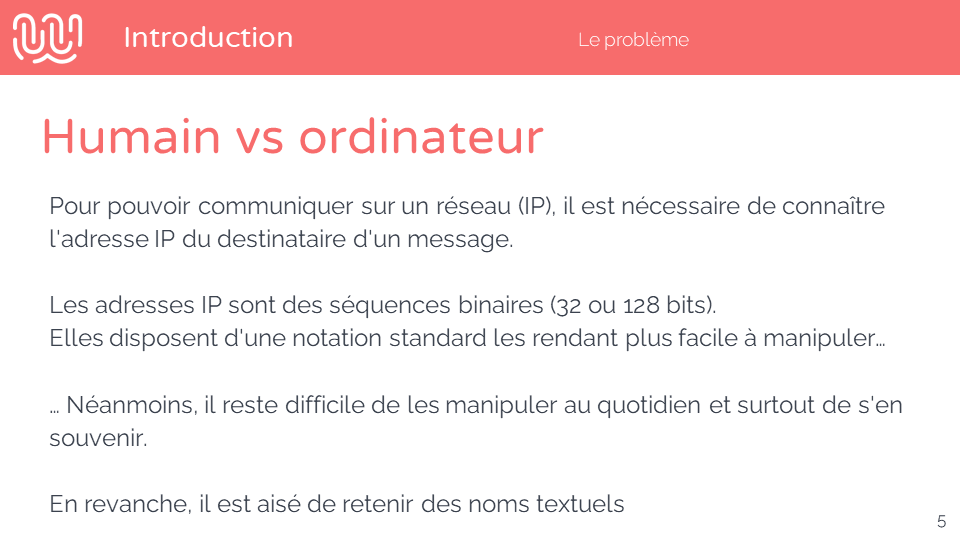 Introduction
Le problème
Humain vs ordinateur
Pour pouvoir communiquer sur un réseau (IP), il est nécessaire de connaître
l'adresse IP du destinataire d'un message.
Les adresses IP sont des séquences binaires (32 ou 128 bits).
Elles disposent d'une notation standard les rendant plus facile à manipuler…
… Néanmoins, il reste difficile de les manipuler au quotidien et surtout de s'en
souvenir.
En revanche, il est aisé de retenir des noms textuels
5